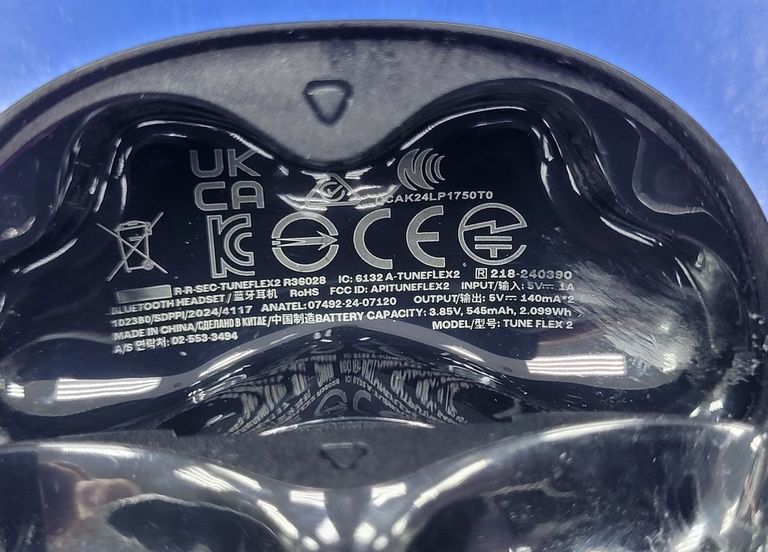 UK
CA
CCAK24LP1750T0
CE
R-R-SEC-TUNEFLEX2 R36028 IC: 6132A-TUNEFLEX2 R 218-240390
BLUETOOTH HEADSET / 蓝牙耳机 RoHS FCC ID: APITUNEFLEX2 INPUT/输入: 5V⎓ 1A
102380/SDPPI/2024/4117 ANATEL: 07492-24-07120 OUTPUT/输出: 5V⎓ 140mA*2
MADE IN CHINA/СДЕЛАНО В КИТАЕ/中国制造 BATTERY CAPACITY: 3.85V, 545mAh, 2.099Wh
A/S 연락처: 02-553-3494 MODEL/型号: TUNE FLEX 2